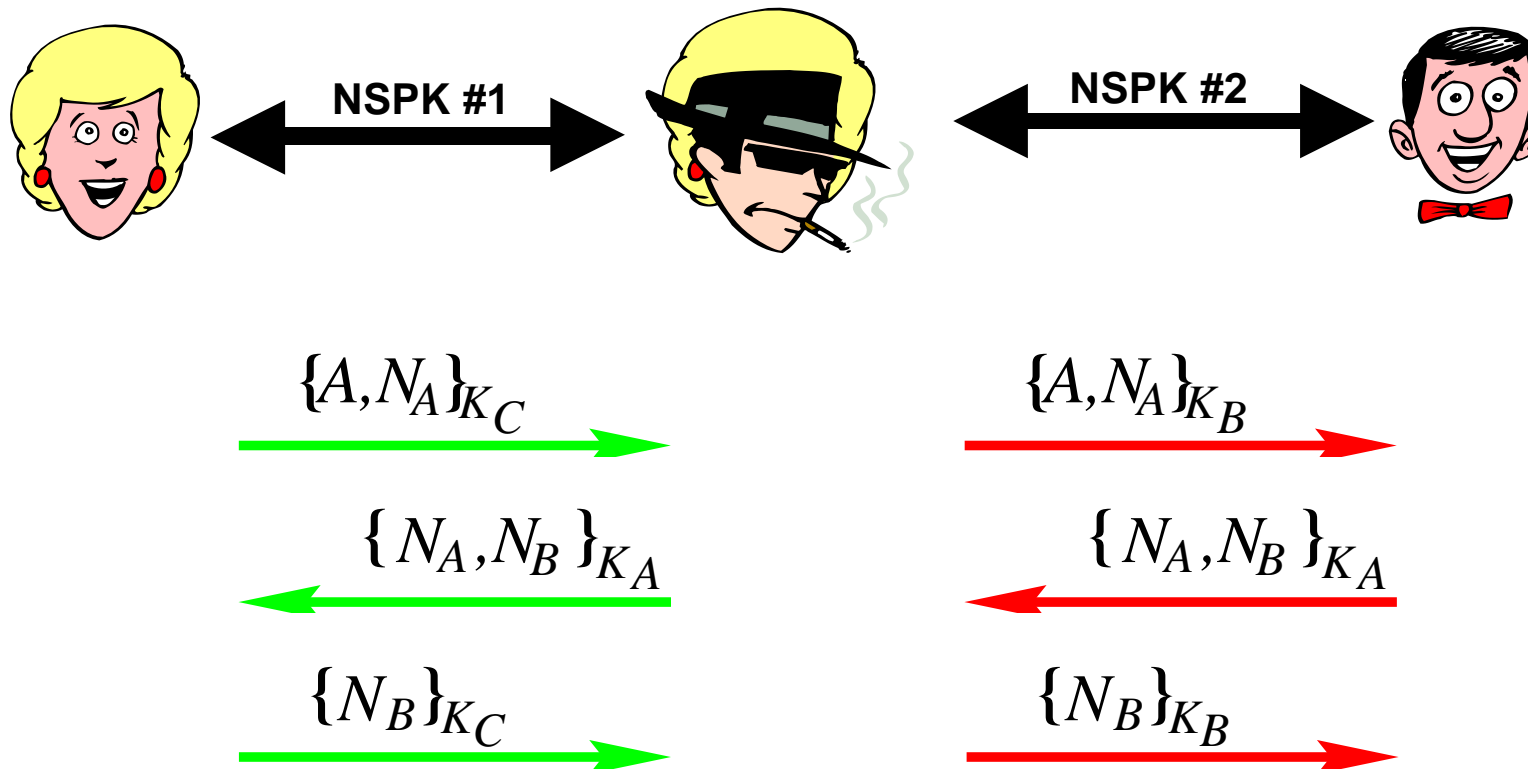 NSPK #1
NSPK #2
{A,N_A}_{K_C}
{A,N_A}_{K_B}
{ N_A,N_B }_{K_A}
{ N_A,N_B }_{K_A}
{N_B}_{K_C}
{N_B}_{K_B}